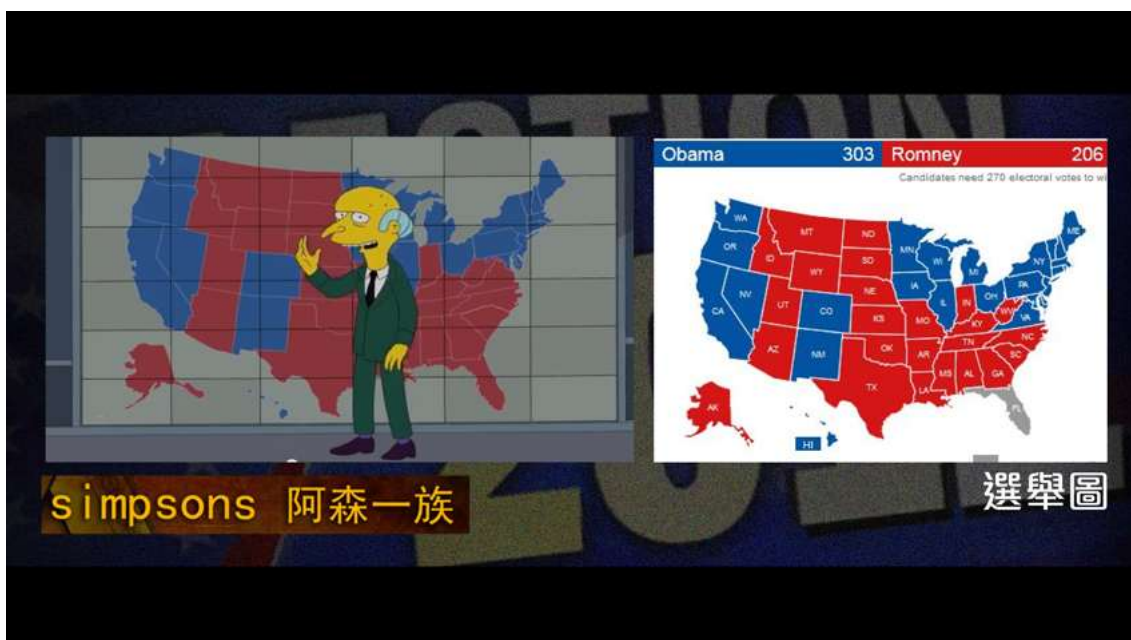 ELECTION
Obama 303 Romney 206
Candidates need 270 electoral votes to wi
WA
MT
ND
ME
OR
MN
ID
SD
WI
NY
WY
MI
IA
PA
NE
NV
OH
IL
IN
UT
CO
CA
WV
VA
KS
MO
KY
NC
TN
OK
AZ
NM
AR
SC
MS
AL
GA
TX
LA
AK
FL
HI
simpsons 阿森一族
選舉圖